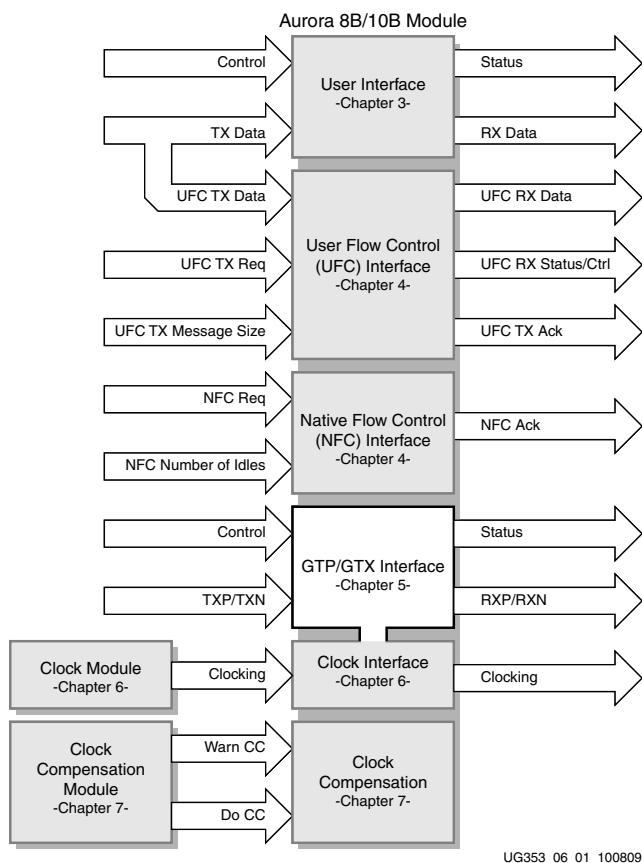 Aurora 8B/10B Module
Control
User Interface
-Chapter 3-
Status
TX Data
RX Data
UFC TX Data
UFC RX Data
UFC TX Req
User Flow Control
(UFC) Interface
-Chapter 4-
UFC RX Status/Ctrl
UFC TX Message Size
UFC TX Ack
NFC Req
Native Flow Control
(NFC) Interface
-Chapter 4-
NFC Ack
NFC Number of Idles
Control
Status
GTP/GTX Interface
-Chapter 5-
TXP/TXN
RXP/RXN
Clock Module
-Chapter 6-
Clocking
Clock Interface
-Chapter 6-
Clocking
Clock
Compensation
Module
-Chapter 7-
Warn CC
Do CC
Clock
Compensation
-Chapter 7-
UG353_06_01_100809